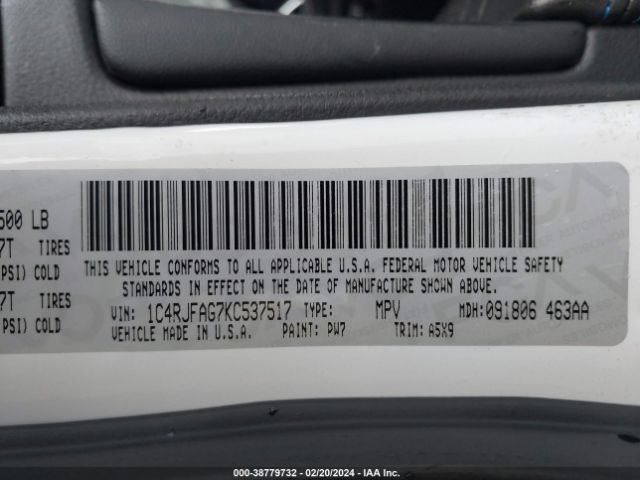 500 LB
7T TIRES
PSI) COLD
7T TIRES
PSI) COLD
THIS VEHICLE CONFORMS TO ALL APPLICABLE U.S.A. FEDERAL MOTOR VEHICLE SAFETY
STANDARDS IN EFFECT ON THE DATE OF MANUFACTURE SHOWN ABOVE.
VIN: 1C4RJFAG7KC537517 TYPE: MPV MDH: 091806 463AA
VEHICLE MADE IN U.S.A. PAINT: PW7 TRIM: A5X9
000-38779732 - 02/20/2024 - IAA Inc.